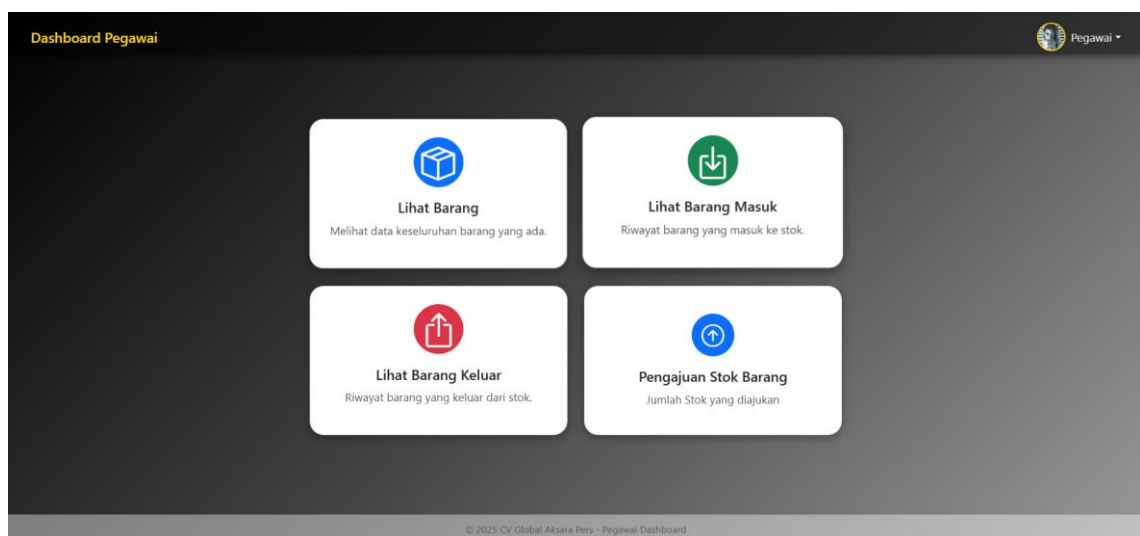 Dashboard Pegawai
Pegawai
Lihat Barang
Melihat data keseluruhan barang yang ada.
Lihat Barang Masuk
Riwayat barang yang masuk ke stok.
Lihat Barang Keluar
Riwayat barang yang keluar dari stok.
Pengajuan Stok Barang
Jumlah Stok yang diajukan
© 2025 CV Global Aksara Pers - Pegawai Dashboard